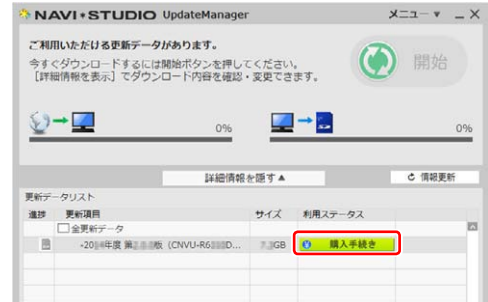 NAVI*STUDIO UpdateManager メニュー
ご利用いただける更新データがあります。
今すぐダウンロードするには開始ボタンを押してください。
[詳細情報を表示]でダウンロード内容を確認・変更できます。
開始
0% 0%
詳細情報を隠す▲ 情報更新
更新データリスト
進捗 更新項目 サイズ 利用ステータス
全更新データ
年度 第 版 (CNVU-R6 D... GB 購入手続き